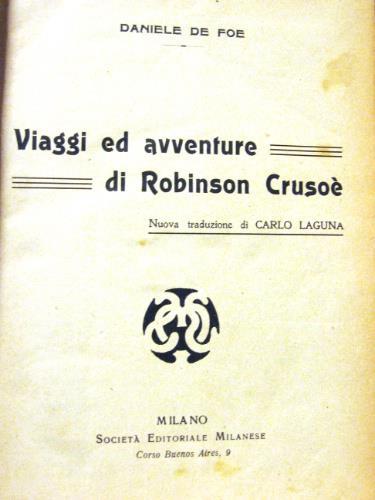 DANIELE DE FOE
Viaggi ed avventure
di Robinson Crusoè
Nuova traduzione di CARLO LAGUNA
MILANO
SOCIETÀ EDITORIALE MILANESE
Corso Buenos Aires, 9